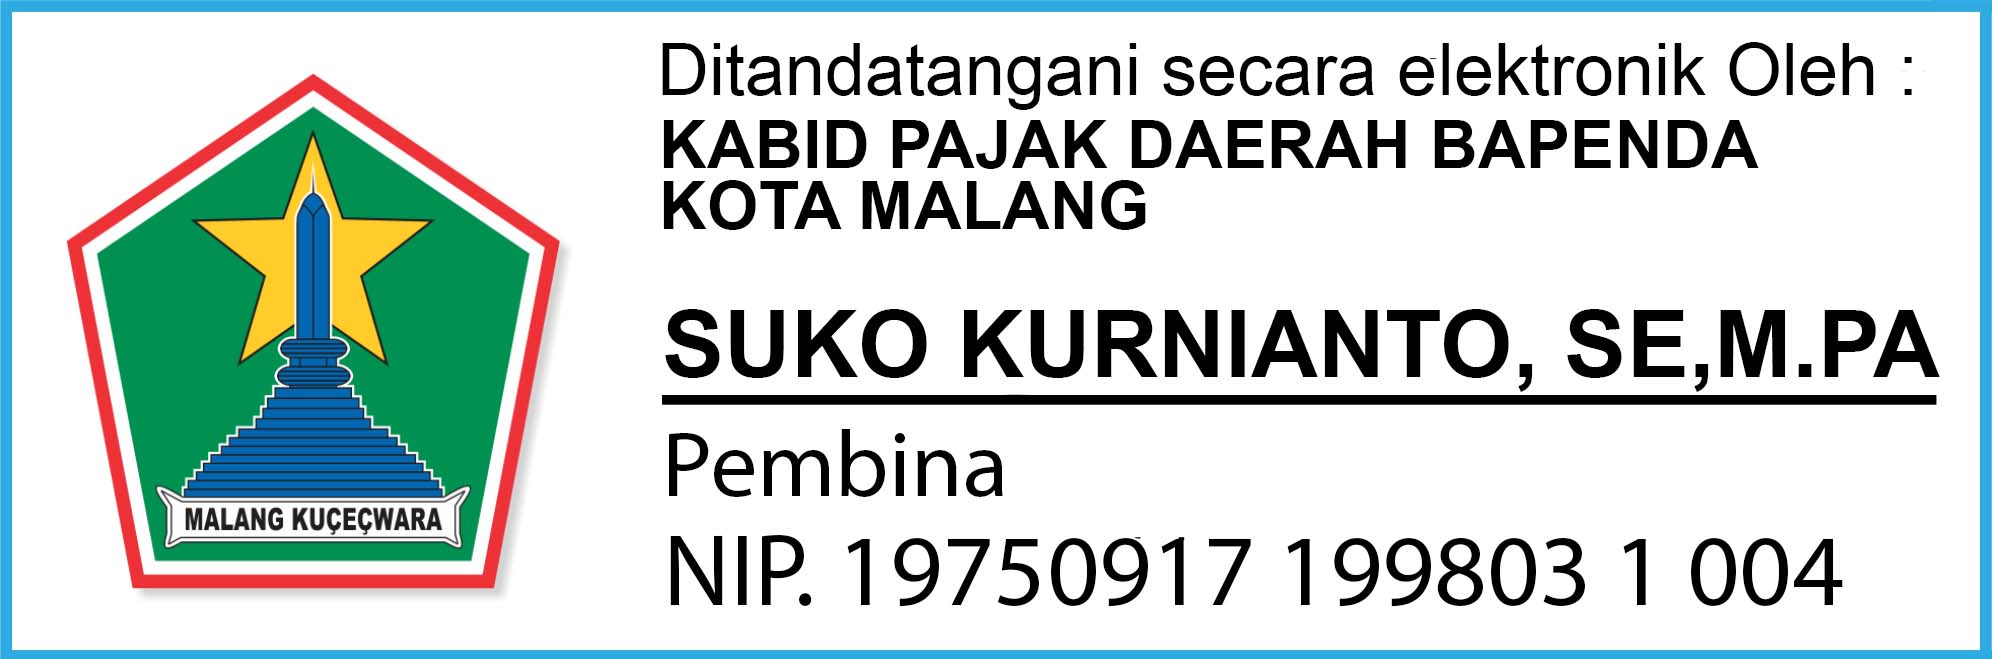 Ditandatangani secara elektronik Oleh :
KABID PAJAK DAERAH BAPENDA
KOTA MALANG
SUKO KURNIANTO, SE,M.PA
Pembina
NIP. 19750917 199803 1 004
MALANG KUÇEÇWARA